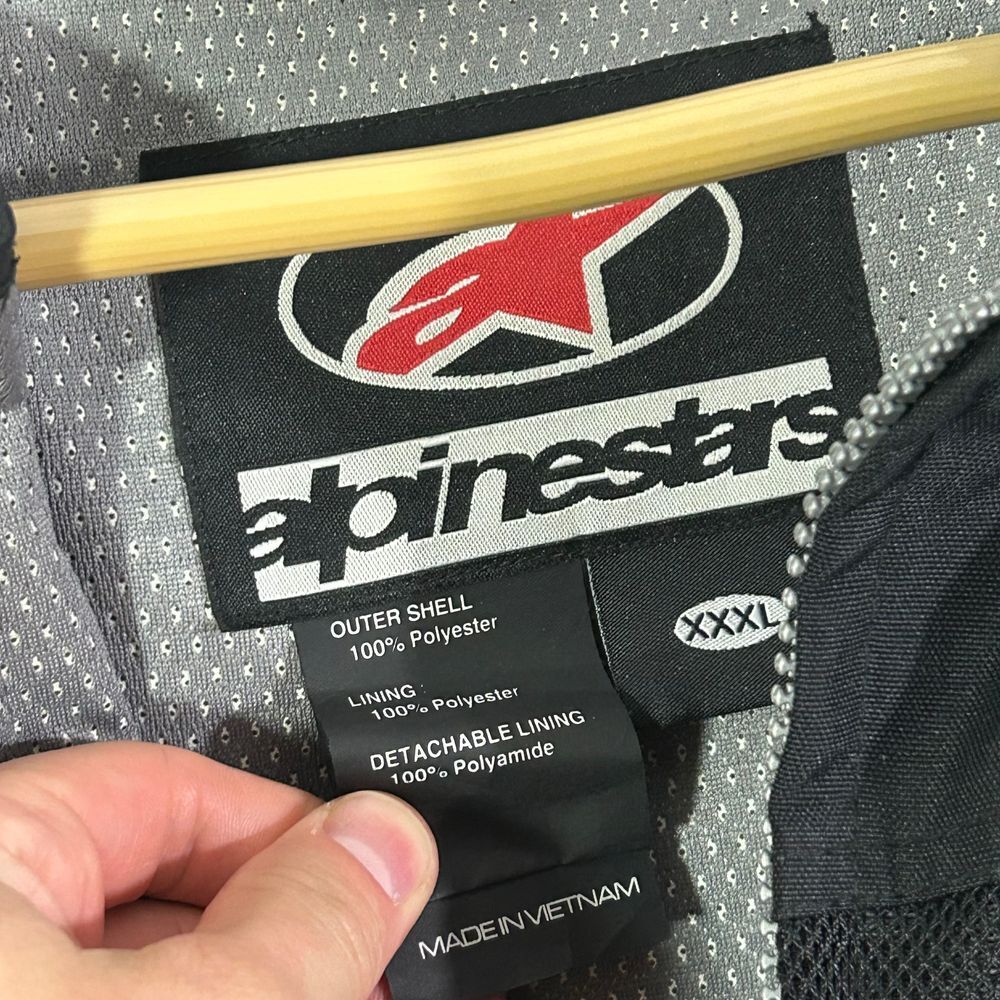 alpinestars
XXXL
OUTER SHELL
100% Polyester
LINING :
100% Polyester
DETACHABLE LINING
100% Polyamide
MADE IN VIETNAM